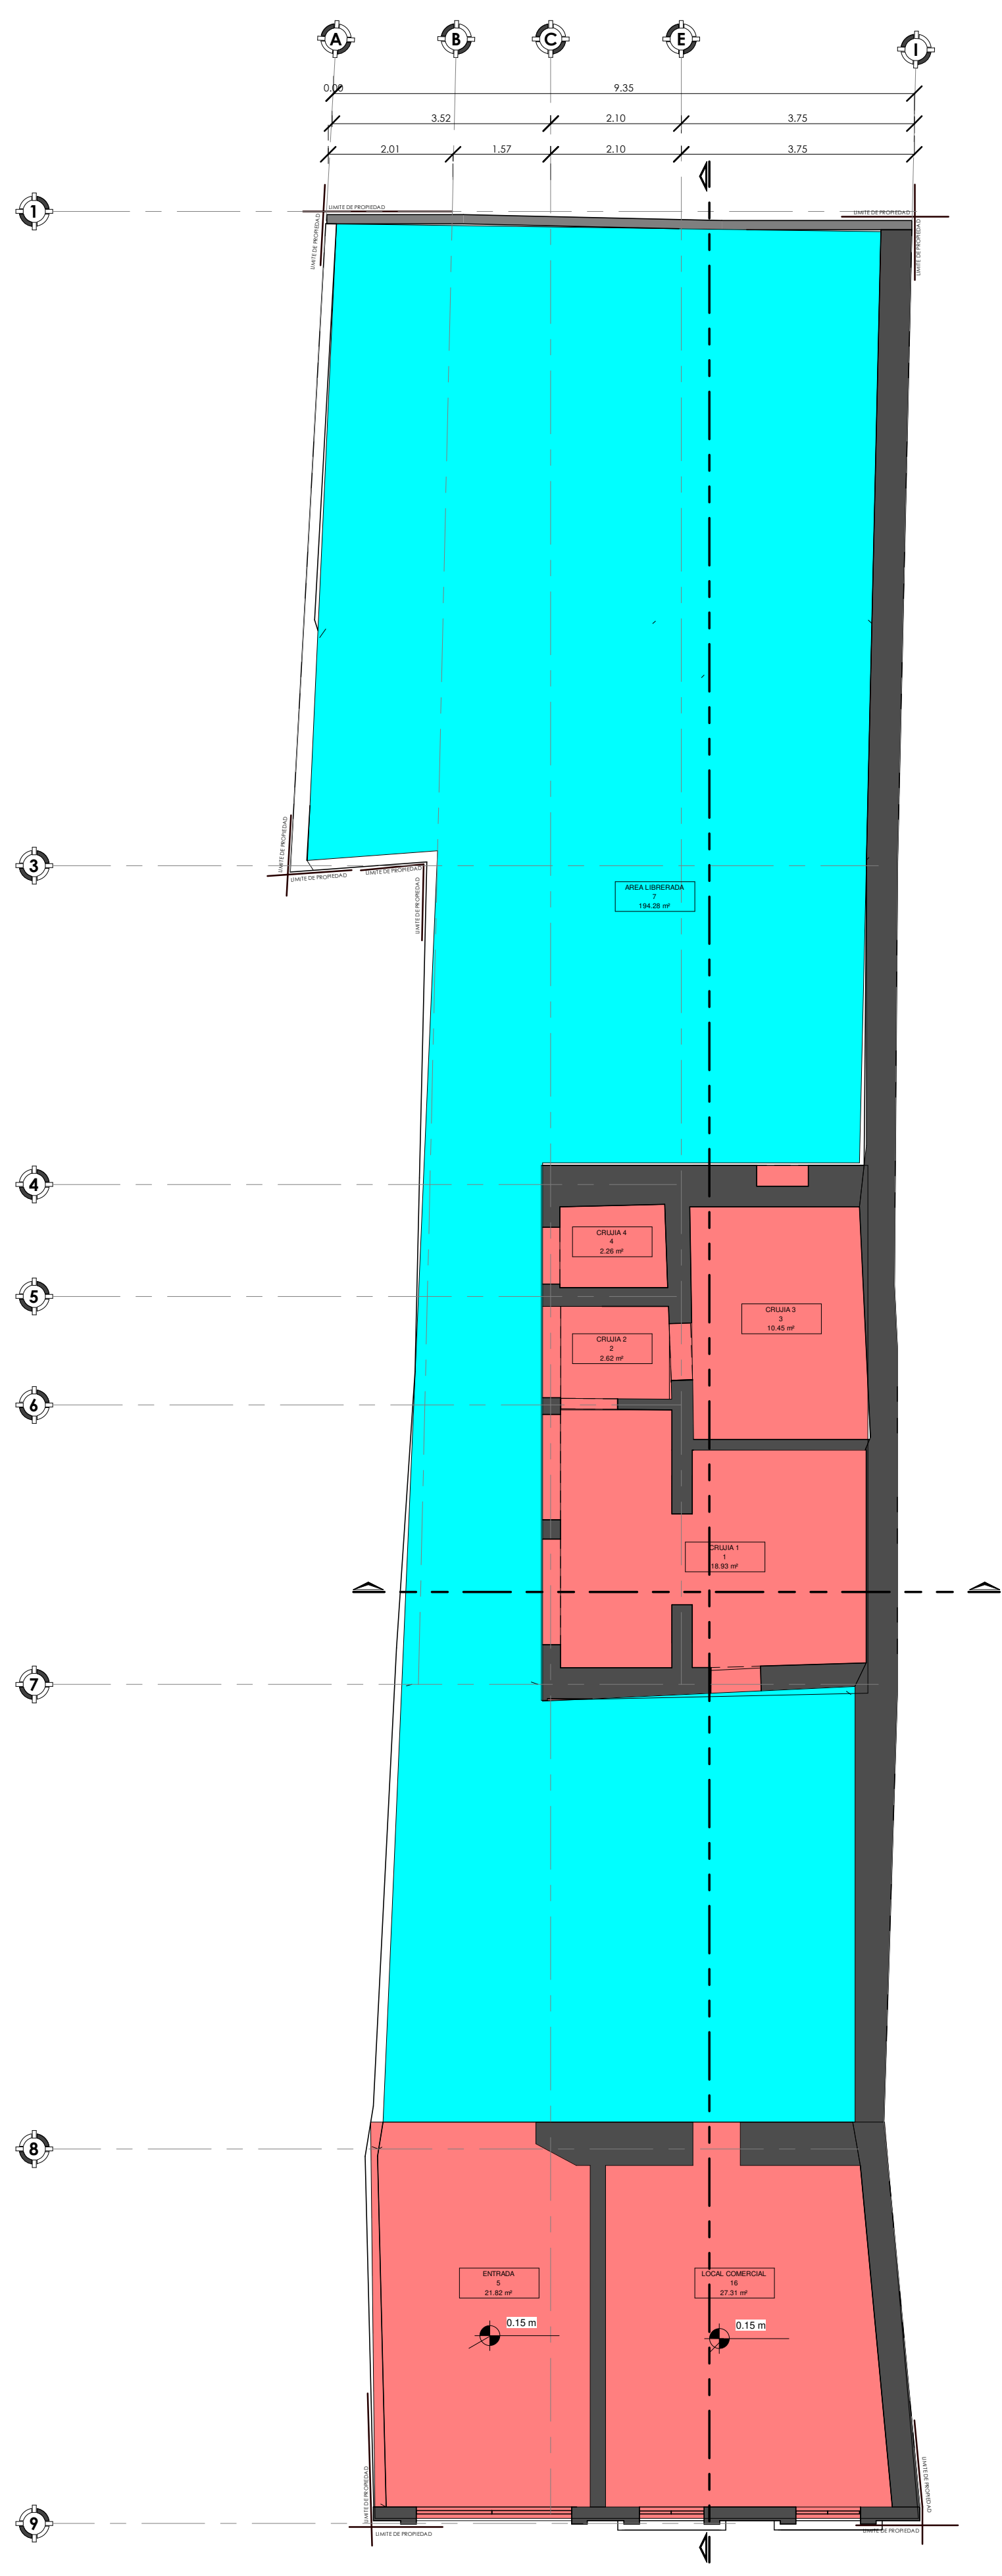 A
B
C
E
I
0.00
9.35
3.52
2.10
3.75
2.01
1.57
2.10
3.75
1
LIMITE DE PROPIEDAD
LIMITE DE PROPIEDAD
LIMITE DE PROPIEDAD
LIMITE DE PROPIEDAD
3
LIMITE DE PROPIEDAD
LIMITE DE PROPIEDAD
LIMITE DE PROPIEDAD
LIMITE DE PROPIEDAD
AREA LIBRERADA
7
194.28 m²
4
CRUJIA 4
4
2.26 m²
5
CRUJIA 3
3
10.45 m²
CRUJIA 2
2
2.62 m²
6
CRUJIA 1
1
18.93 m²
7
8
ENTRADA
5
21.82 m²
LOCAL COMERCIAL
16
27.31 m²
0.15 m
0.15 m
LIMITE DE PROPIEDAD
LIMITE DE PROPIEDAD
9
LIMITE DE PROPIEDAD
LIMITE DE PROPIEDAD